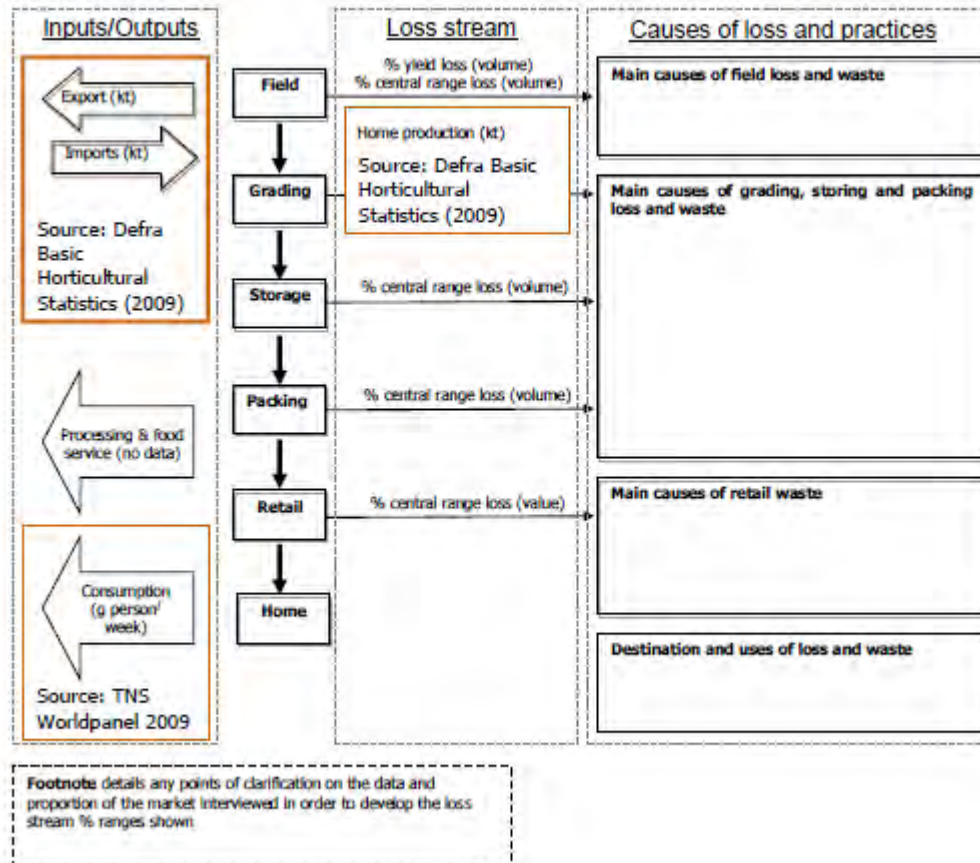 Inputs/Outputs
Export (kt)
Imports (kt)
Source: Defra
Basic
Horticultural
Statistics (2009)
Processing & food
service (no data)
Consumption
(g person/
week)
Source: TNS
Worldpanel 2009
Field
Grading
Storage
Packing
Retail
Home
Loss stream
% yield loss (volume)
% central range loss (volume)
Home production (kt)
Source: Defra Basic
Horticultural
Statistics (2009)
% central range loss (volume)
% central range loss (volume)
% central range loss (value)
Causes of loss and practices
Main causes of field loss and waste
Main causes of grading, storing and packing
loss and waste
Main causes of retail waste
Destination and uses of loss and waste
Footnote details any points of clarification on the data and
proportion of the market interviewed in order to develop the loss
stream % ranges shown